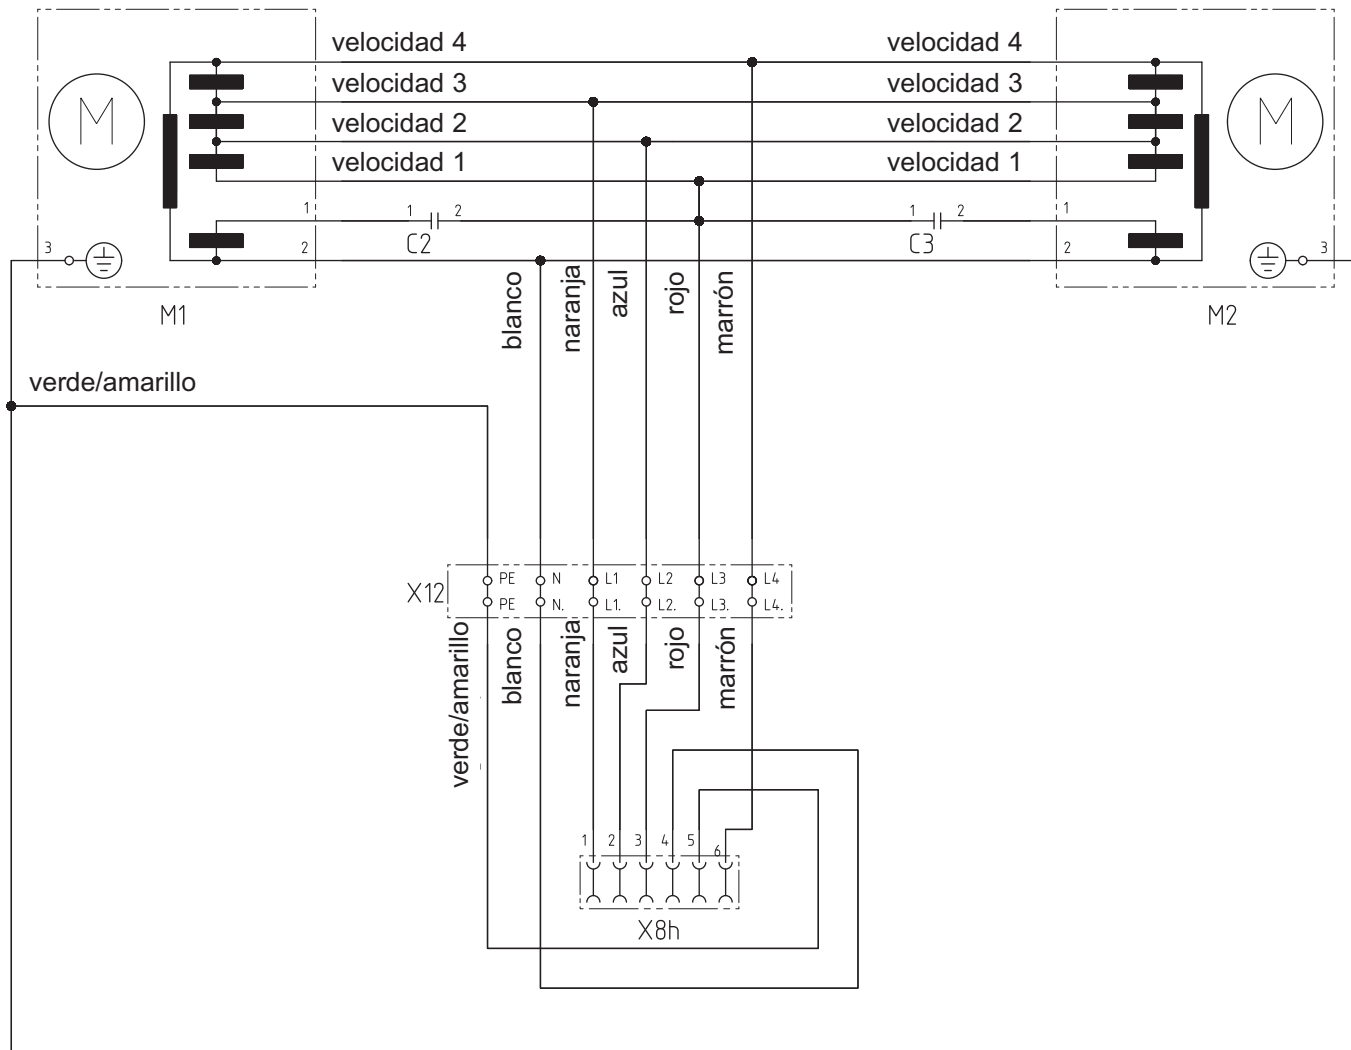 velocidad 4
velocidad 4
M
velocidad 3
velocidad 3
M
velocidad 2
velocidad 2
velocidad 1
velocidad 1
1
1
2
1
2
1
3
2
C2
C3
2
3
blanco
naranja
azul
rojo
marrón
M1
M2
verde/amarillo
X12
PE
N
L1
L2
L3
L4
PE
N.
L1.
L2.
L3.
L4.
verde/amarillo
blanco
naranja
azul
rojo
marrón
1
2
3
4
5
6
X8h